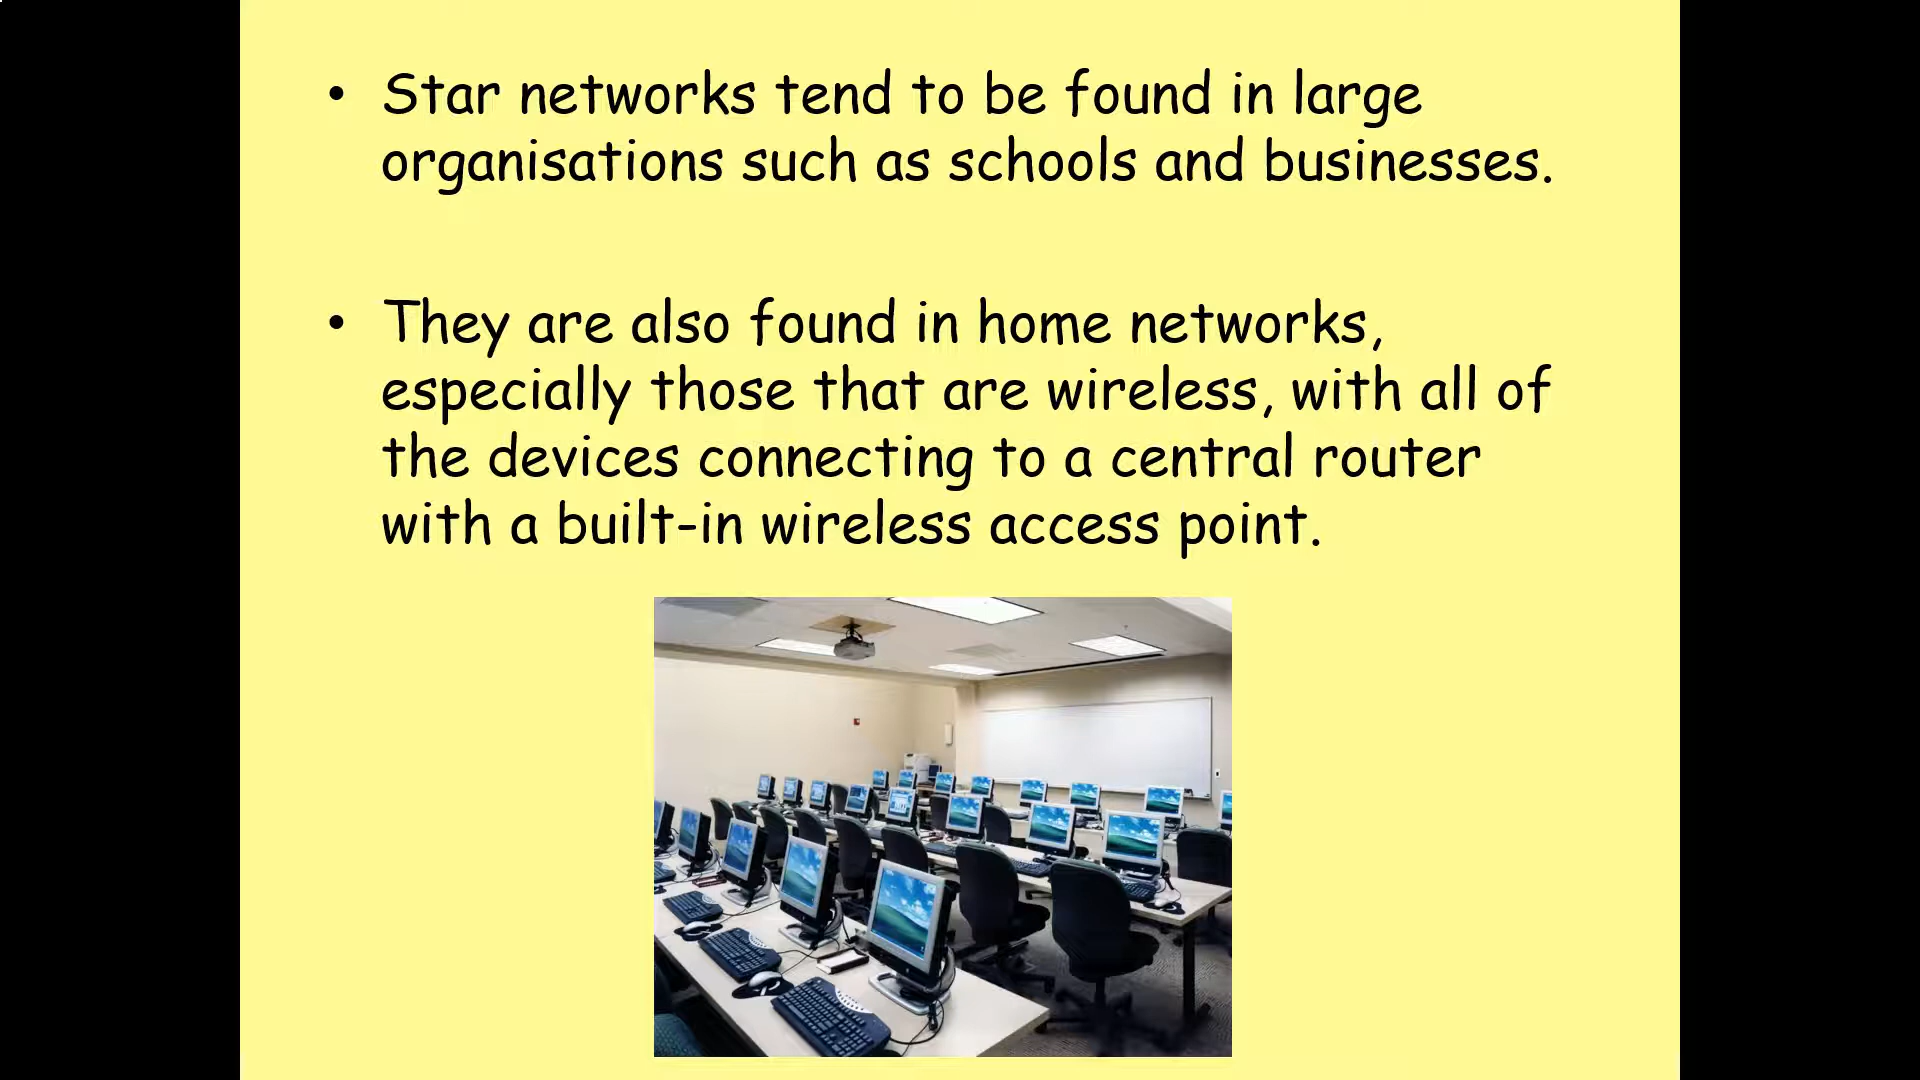 • Star networks tend to be found in large
organisations such as schools and businesses.
• They are also found in home networks,
especially those that are wireless, with all of
the devices connecting to a central router
with a built-in wireless access point.